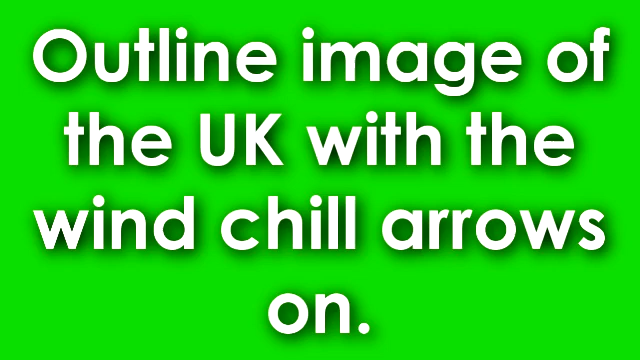 Outline image of
the UK with the
wind chill arrows
on.